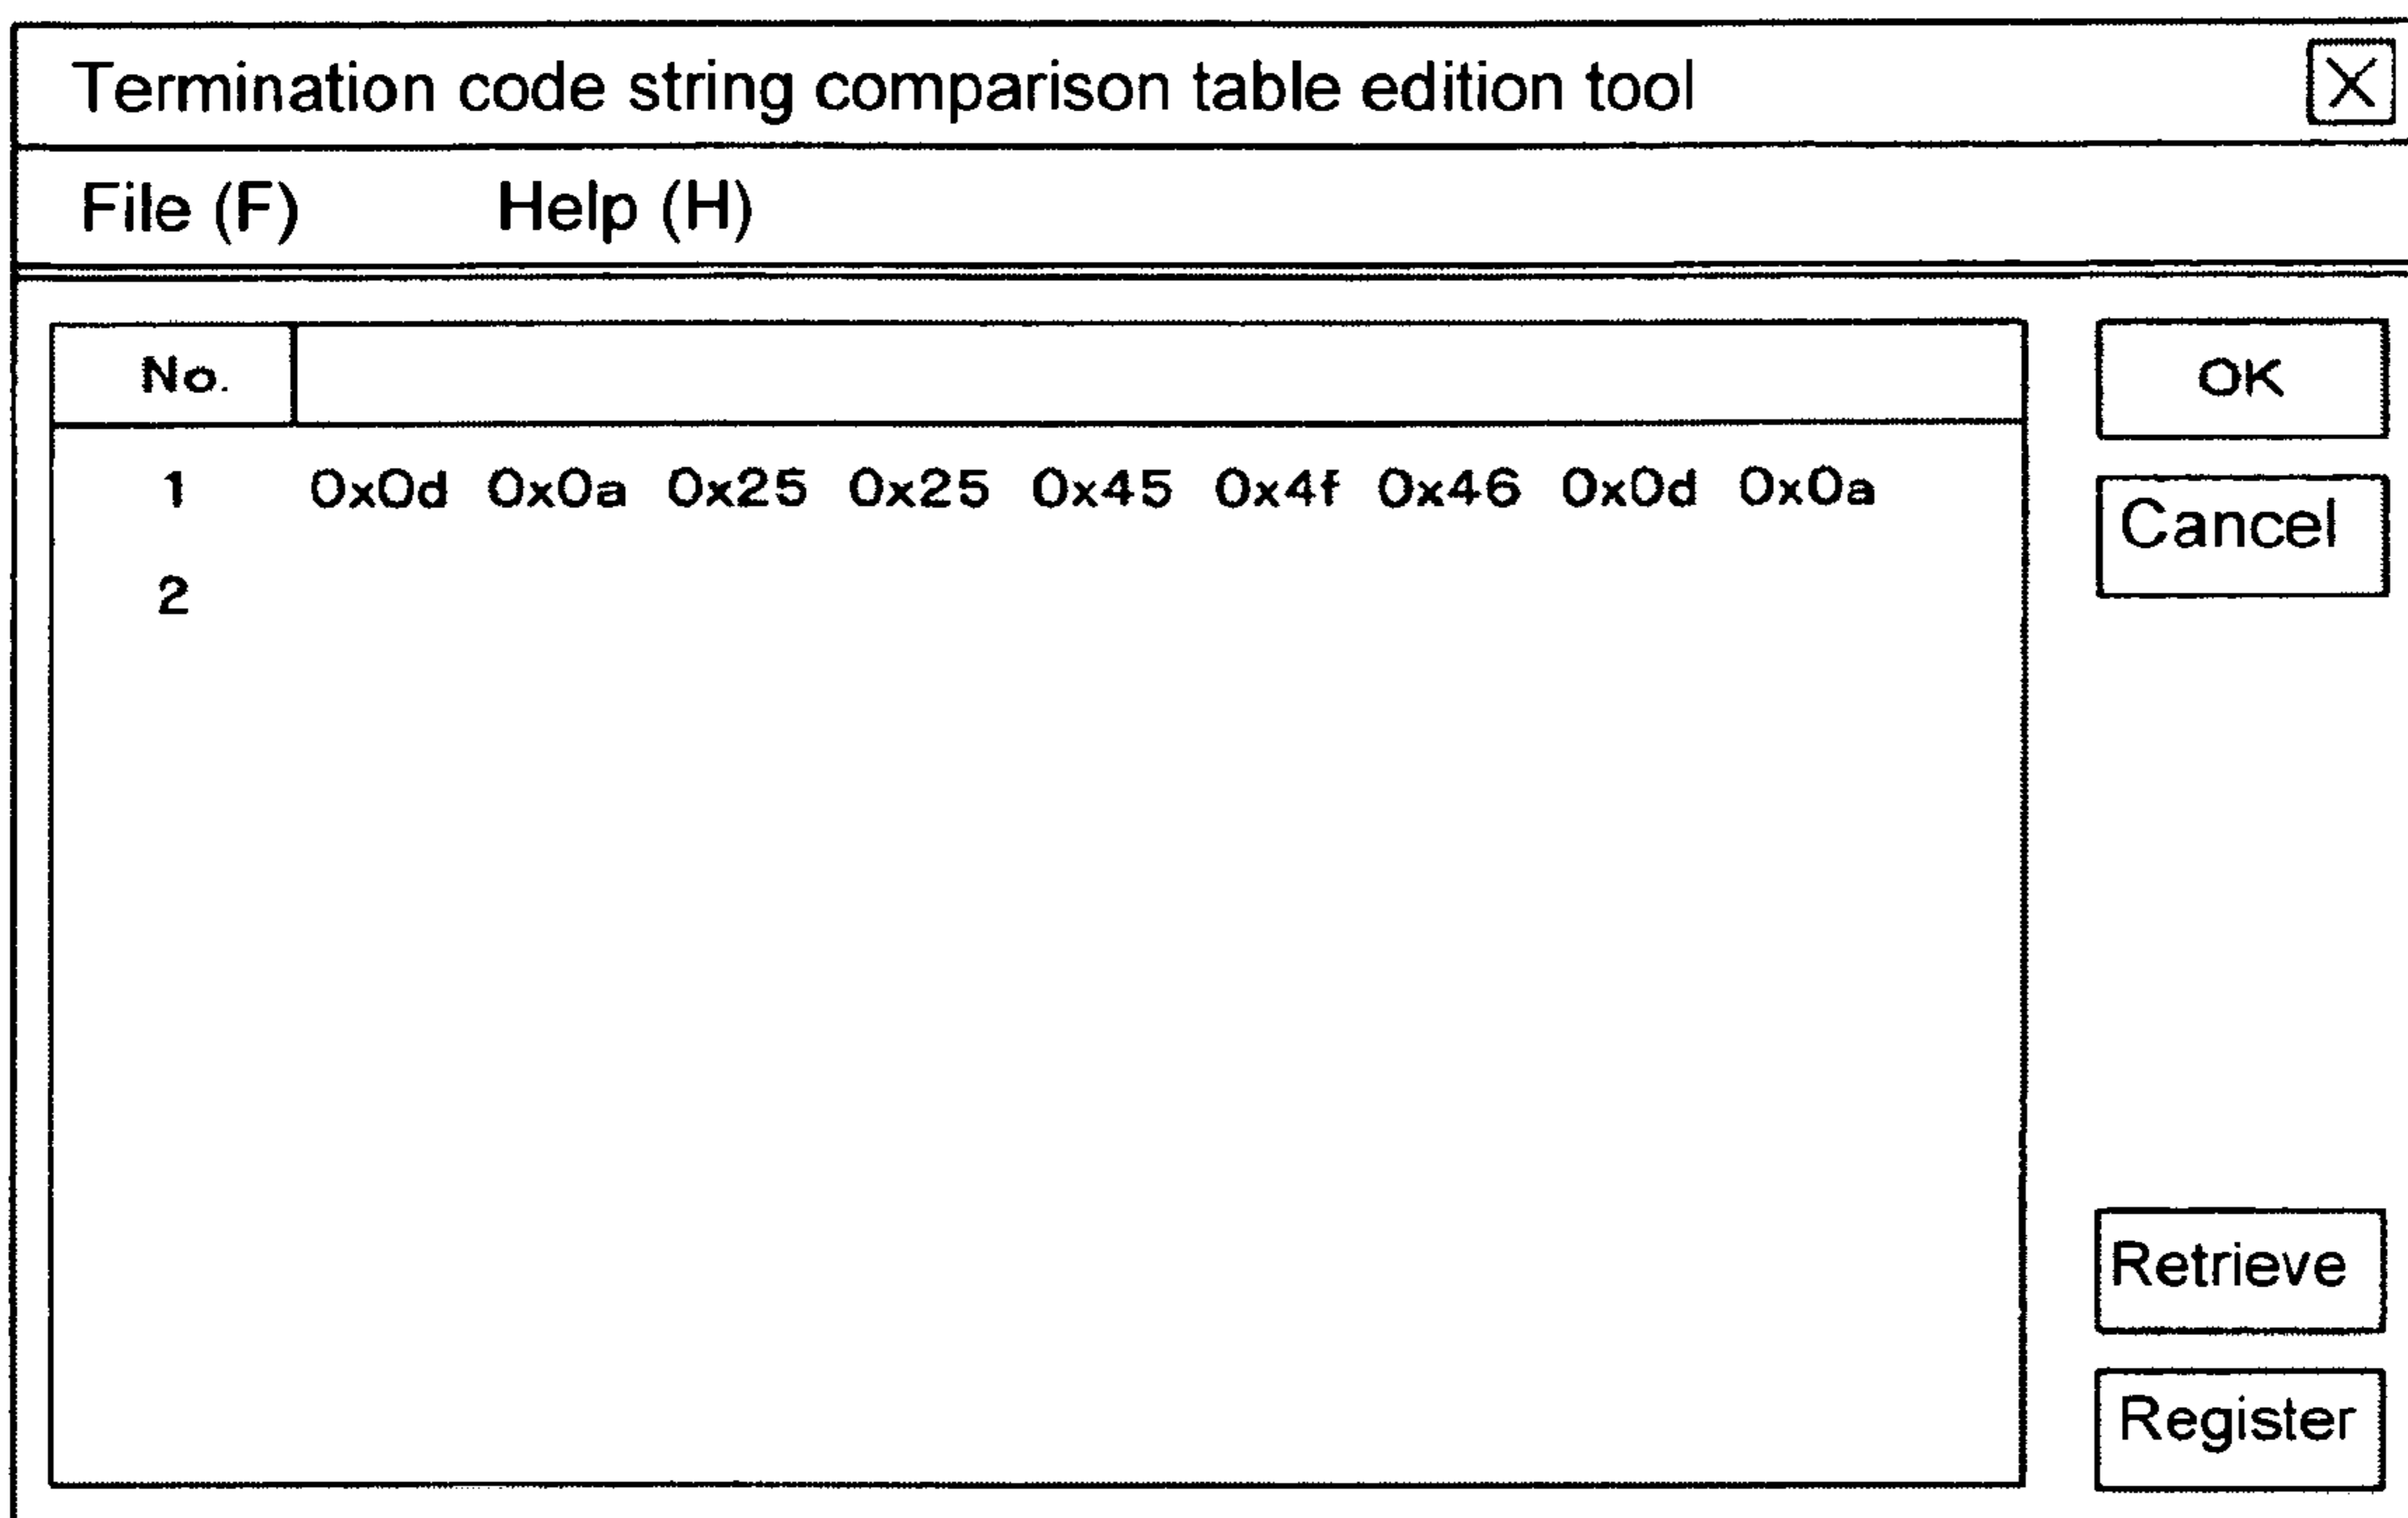 Termination code string comparison table edition tool X
File (F) Help (H)
No.
OK
1 0x0d 0x0a 0x25 0x25 0x45 0x4f 0x46 0x0d 0x0a
Cancel
2
Retrieve
Register